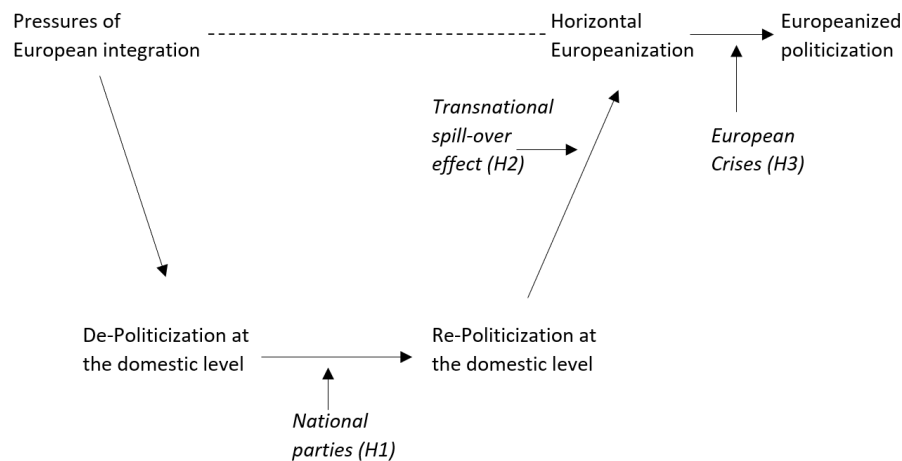 Pressures of
European integration
Horizontal
Europeanization
Europeanized
politicization
Transnational
spill-over
effect (H2)
European
Crises (H3)
De-Politicization at
the domestic level
Re-Politicization at
the domestic level
National
parties (H1)